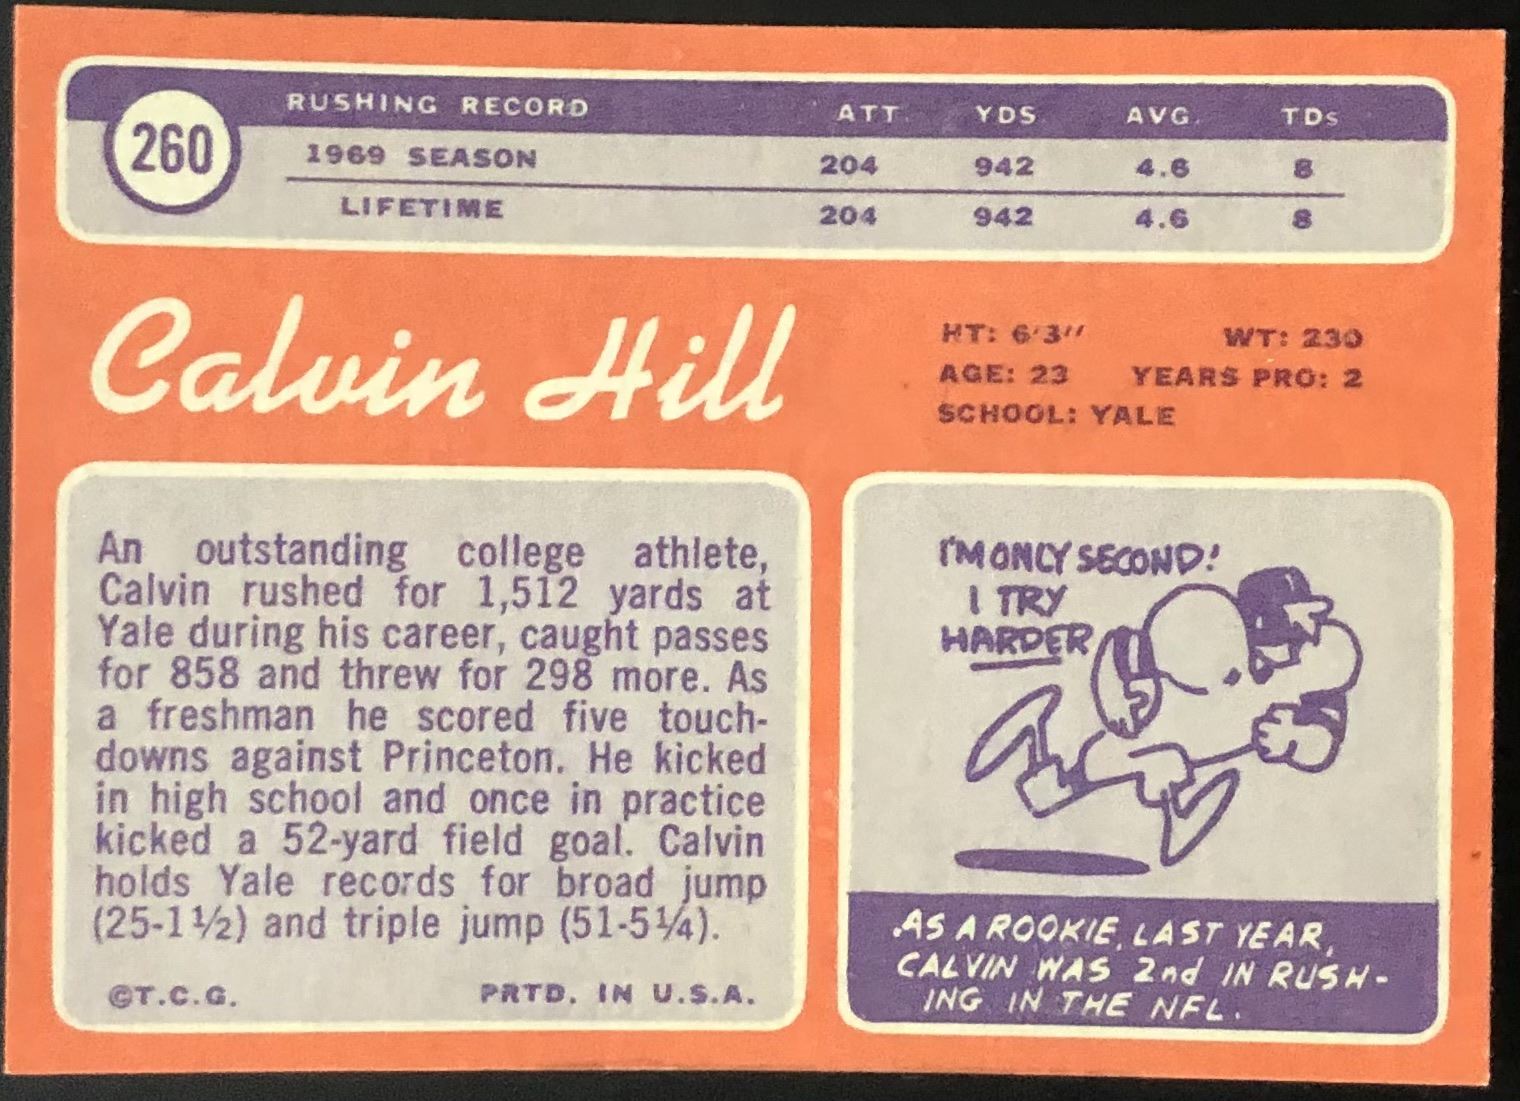 RUSHING RECORD ATT. YDS AVG. TDs
260
1969 SEASON 204 942 4.6 8
LIFETIME 204 942 4.6 8
Calvin Hill
HT: 6'3" WT: 230
AGE: 23 YEARS PRO: 2
SCHOOL: YALE
An outstanding college athlete,
Calvin rushed for 1,512 yards at
Yale during his career, caught passes
for 858 and threw for 298 more. As
a freshman he scored five touch-
downs against Princeton. He kicked
in high school and once in practice
kicked a 52-yard field goal. Calvin
holds Yale records for broad jump
(25-1½) and triple jump (51-5¼).
©T.C.G. PRTD. IN U.S.A.
I'M ONLY SECOND!
I TRY
HARDER
AS A ROOKIE, LAST YEAR,
CALVIN WAS 2nd IN RUSH-
ING IN THE NFL.